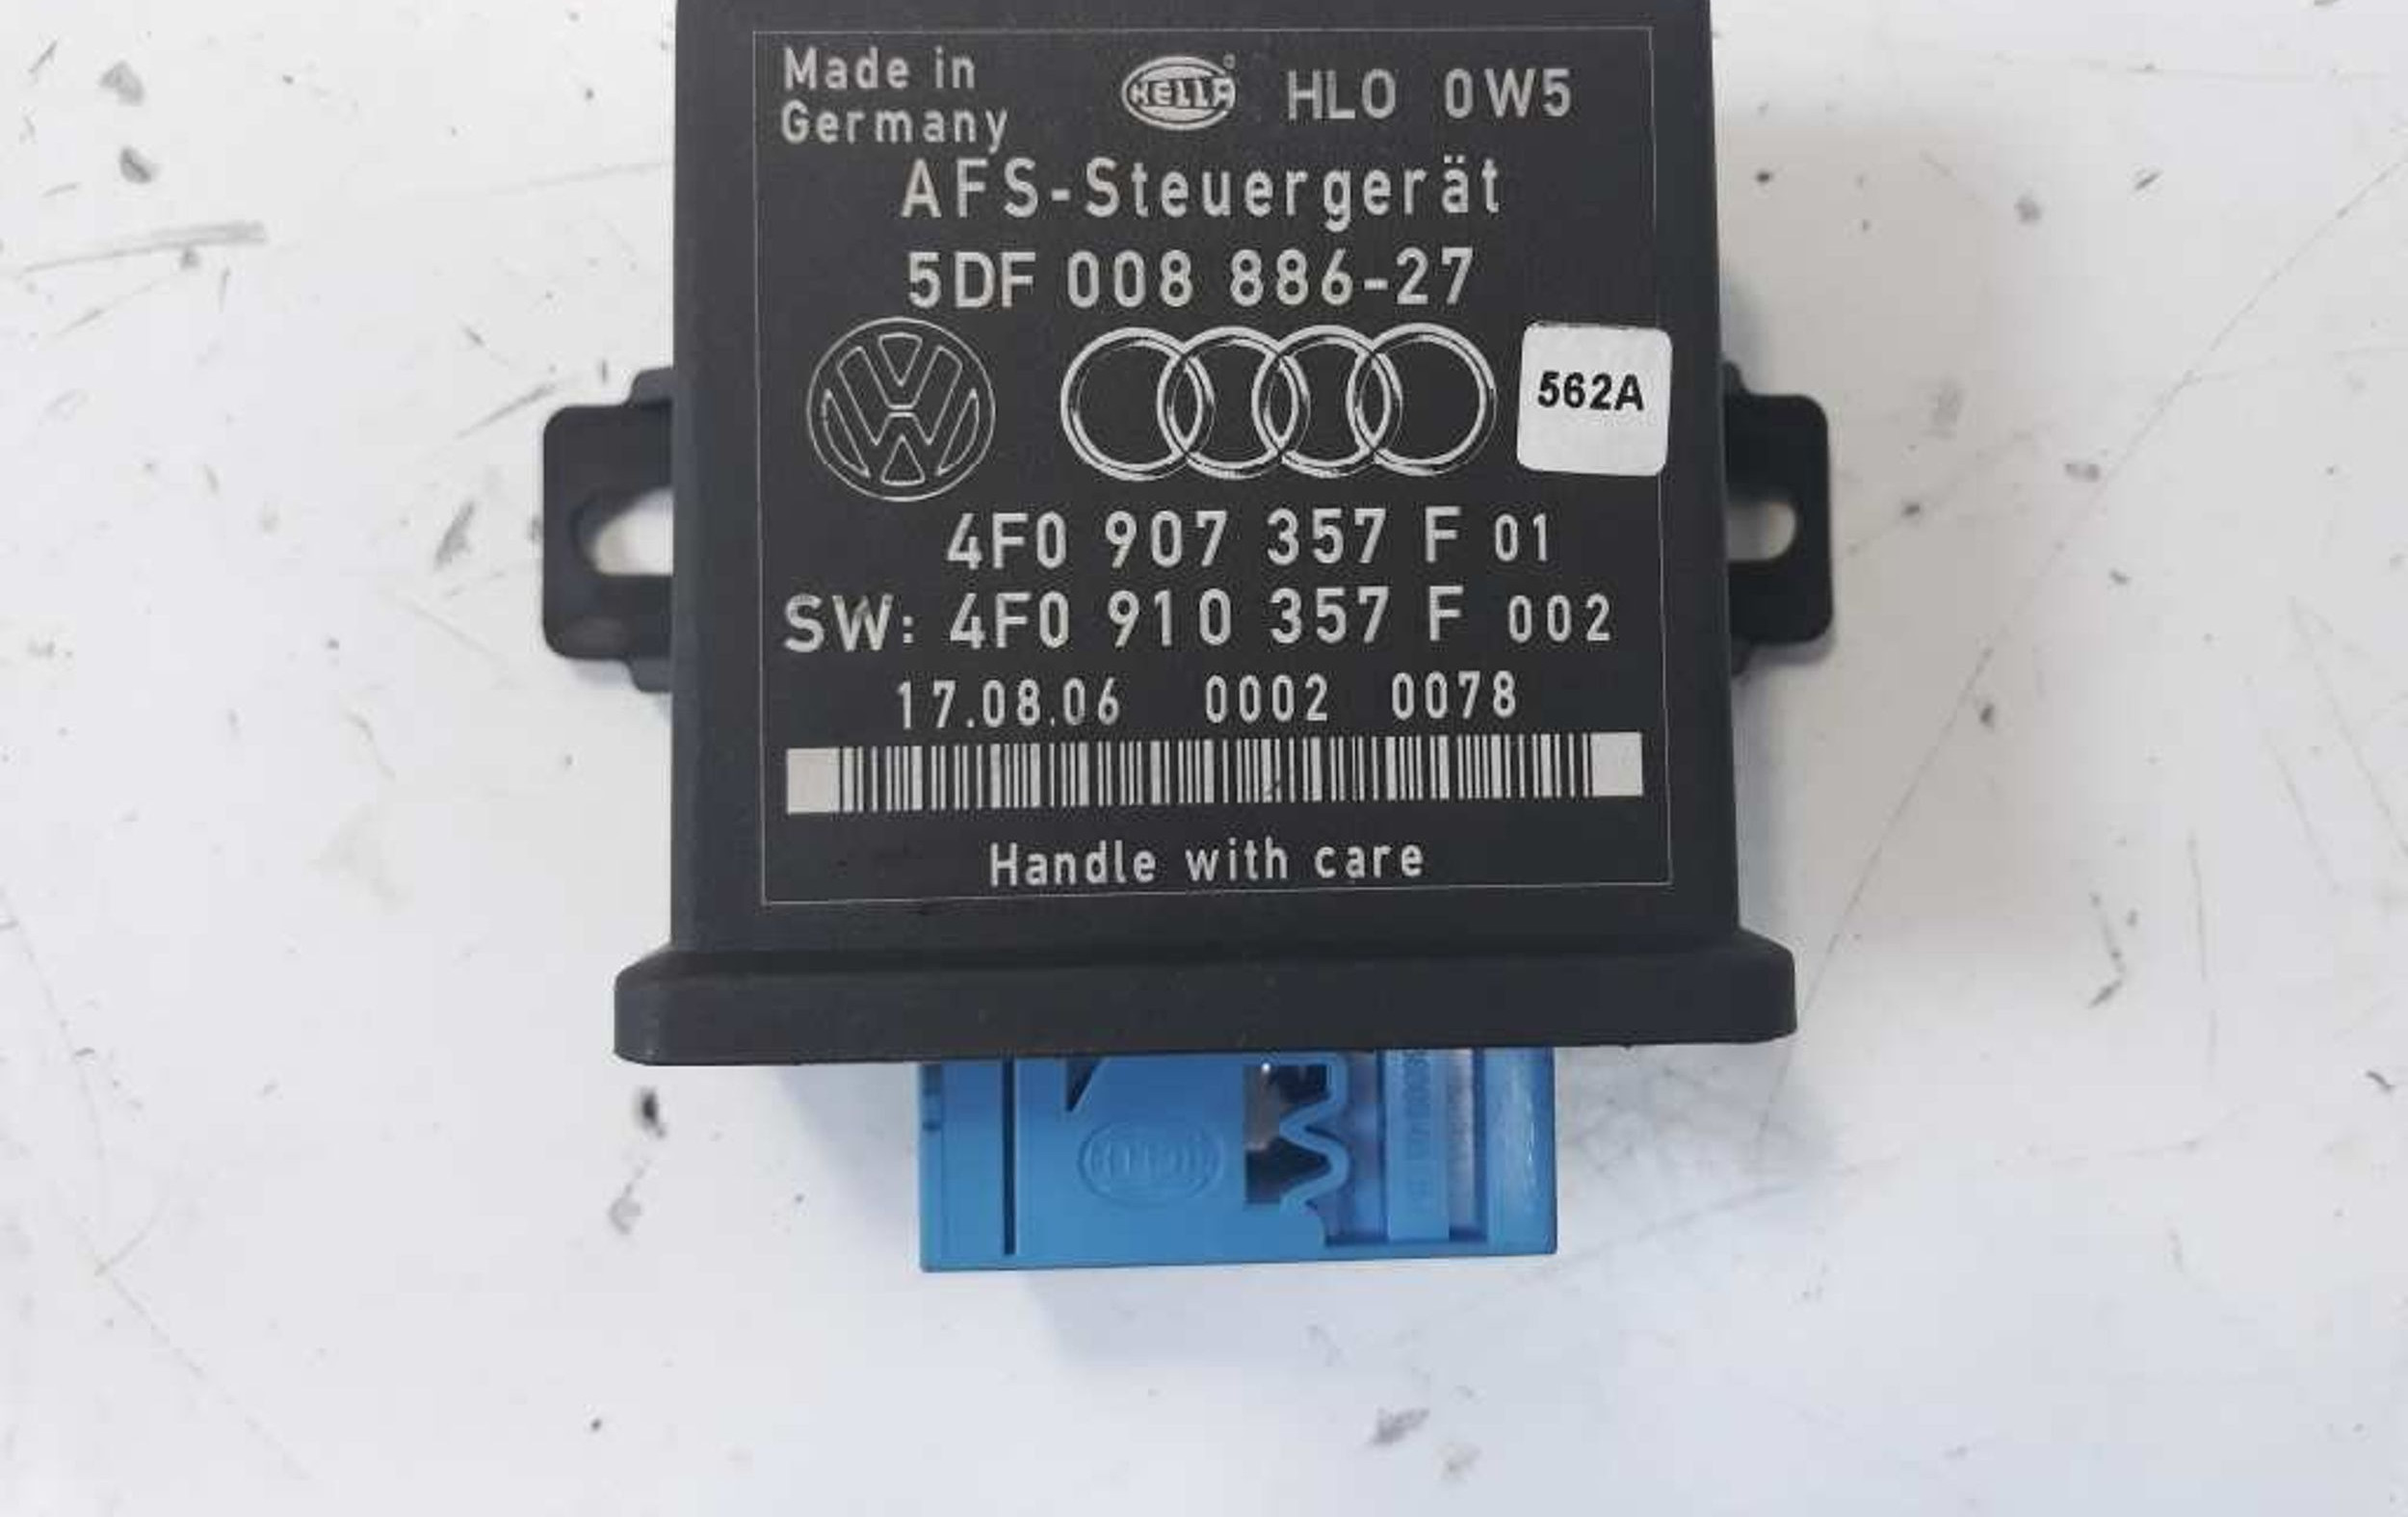 Made in
Germany
HELLA HLO 0W5
AFS-Steuergerät
5DF 008 886-27
562A
4F0 907 357 F 01
SW: 4F0 910 357 F 002
17.08.06 0002 0078
Handle with care
HELLA